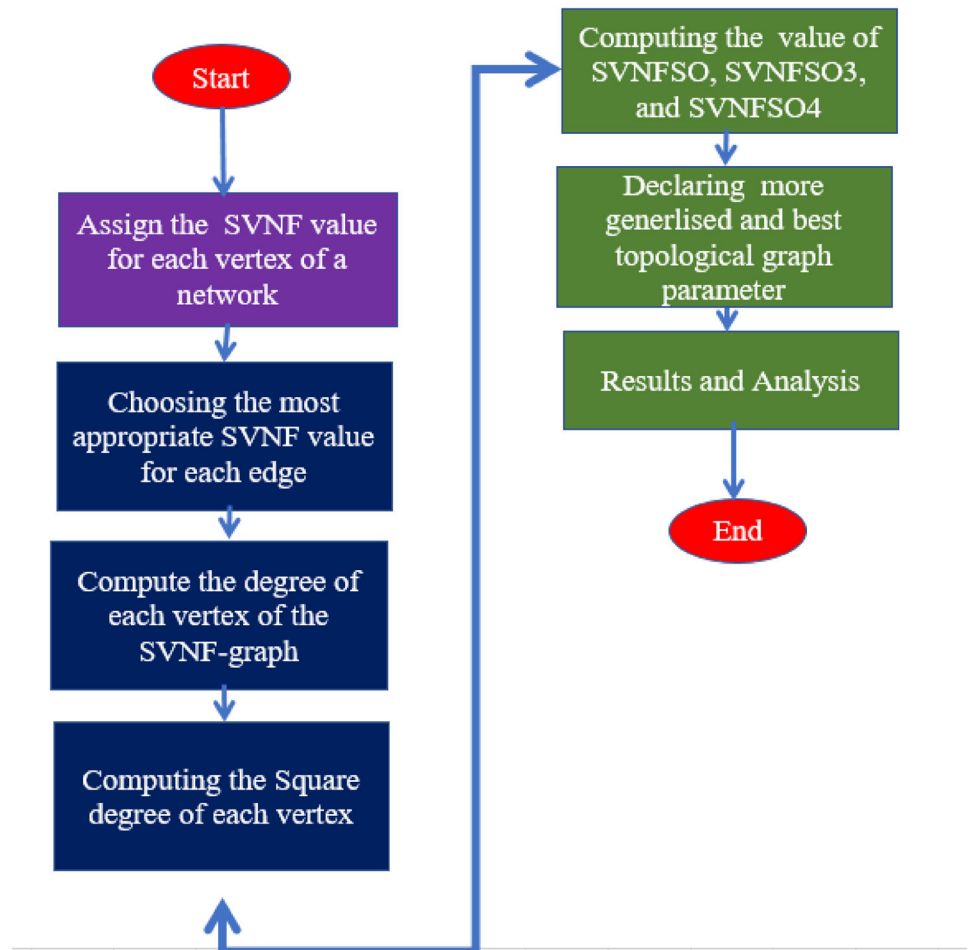 Start
Assign the SVNF value
for each vertex of a
network
Choosing the most
appropriate SVNF value
for each edge
Compute the degree of
each vertex of the
SVNF-graph
Computing the Square
degree of each vertex
Computing the value of
SVNFSO, SVNFSO3,
and SVNFSO4
Declaring more
generlised and best
topological graph
parameter
Results and Analysis
End